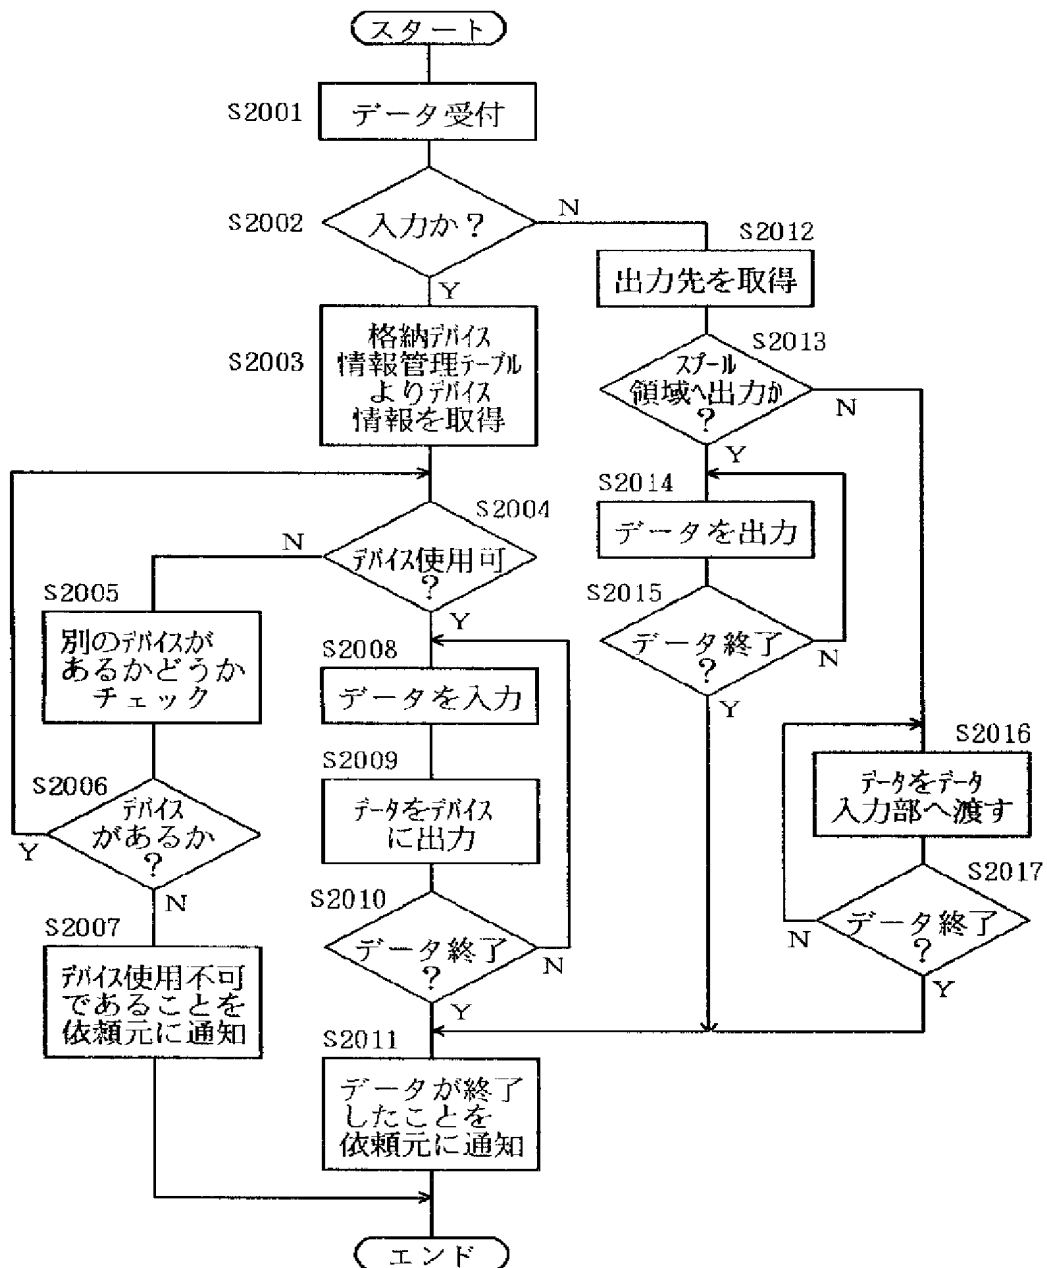 スタート
S2001
データ受付
S2002
入力か？
N
Y
S2003
格納デバイス
情報管理テーブル
よりデバイス
情報を取得
S2004
デバイス使用可
？
N
Y
S2005
別のデバイスが
あるかどうか
チェック
S2006
デバイス
があるか
？
Y
N
S2007
デバイス使用不可
であることを
依頼元に通知
S2008
データを入力
S2009
データをデバイス
に出力
S2010
データ終了
？
N
Y
S2011
データが終了
したことを
依頼元に通知
S2012
出力先を取得
S2013
スプール
領域へ出力か
？
N
Y
S2014
データを出力
S2015
データ終了
？
N
Y
S2016
データをデータ
入力部へ渡す
S2017
データ終了
？
N
Y
エンド